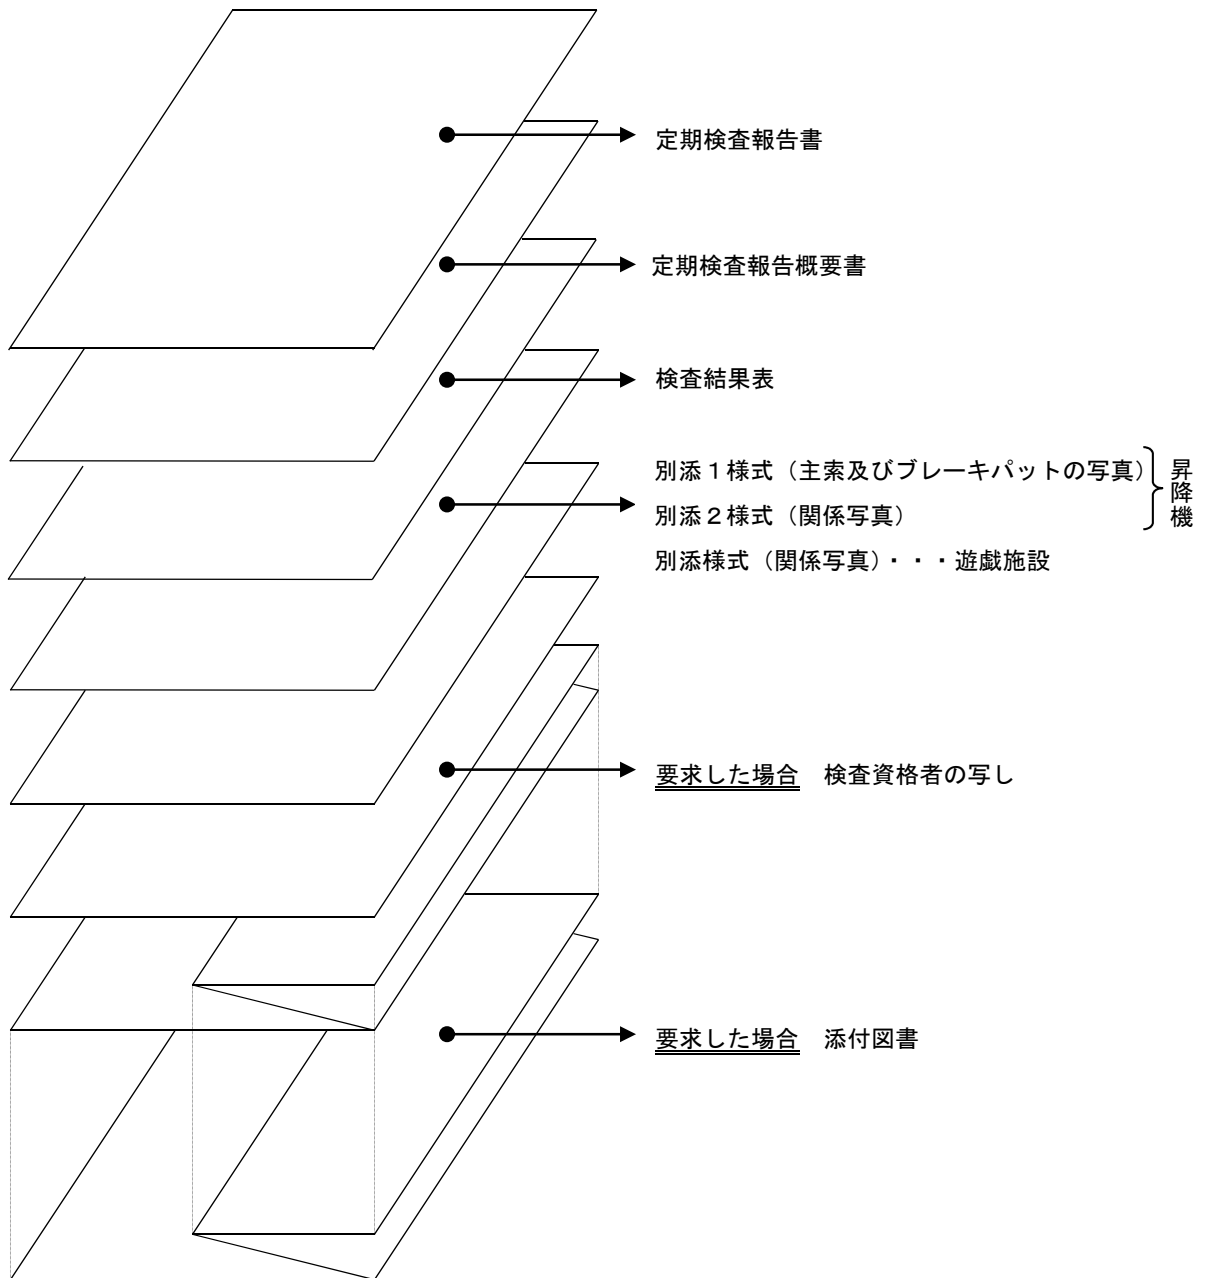 定期検査報告書
定期検査報告概要書
検査結果表
別添１様式（主索及びブレーキパットの写真）
別添２様式（関係写真）
昇降機
別添様式（関係写真）・・・遊戯施設
要求した場合　検査資格者の写し
要求した場合　添付図書